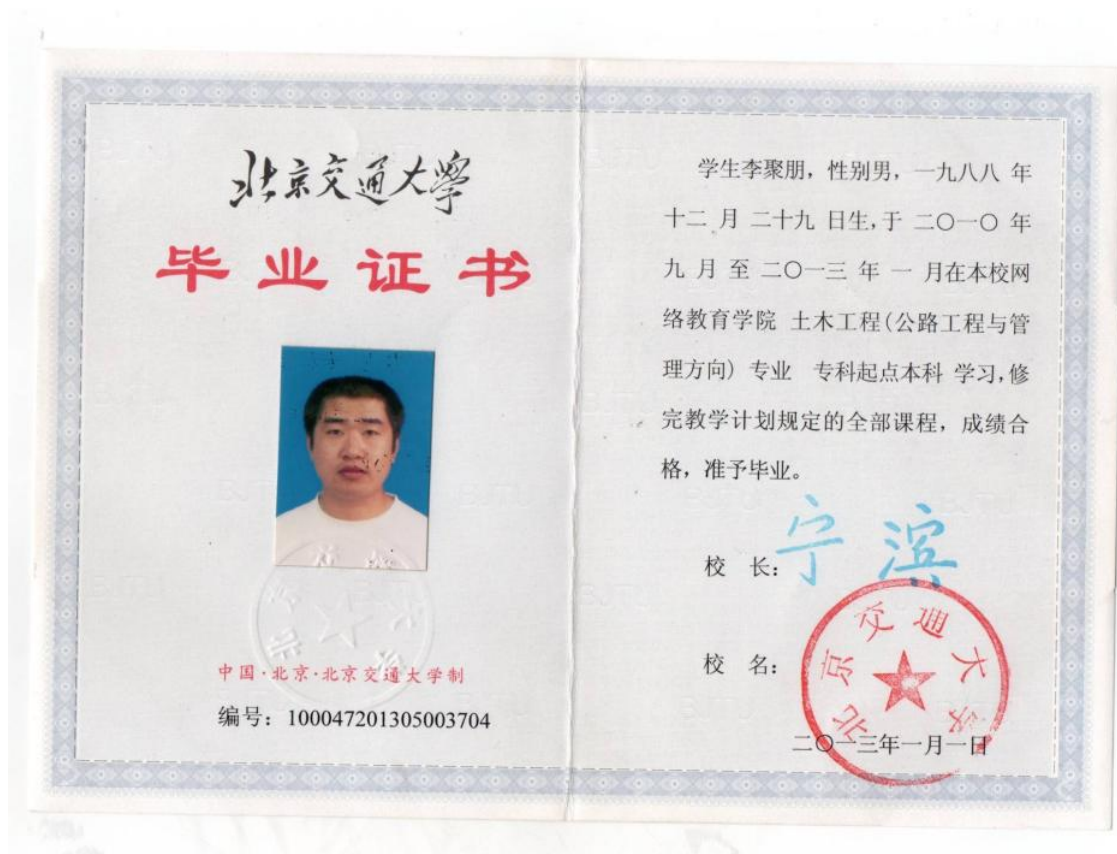 北京交通大學
毕业证书
中国·北京·北京交通大学制
编号：100047201305003704
学生李聚朋，性别男，一九八八 年
十二 月 二十九 日生，于 二〇一〇 年
九 月 至 二〇一三 年 一 月在本校网
络教育学院 土木工程(公路工程与管
理方向) 专业 专科起点本科 学习，修
完教学计划规定的全部课程，成绩合
格，准予毕业。
校 长：宁滨
校 名：
北京交通大学
二〇一三年一月一日